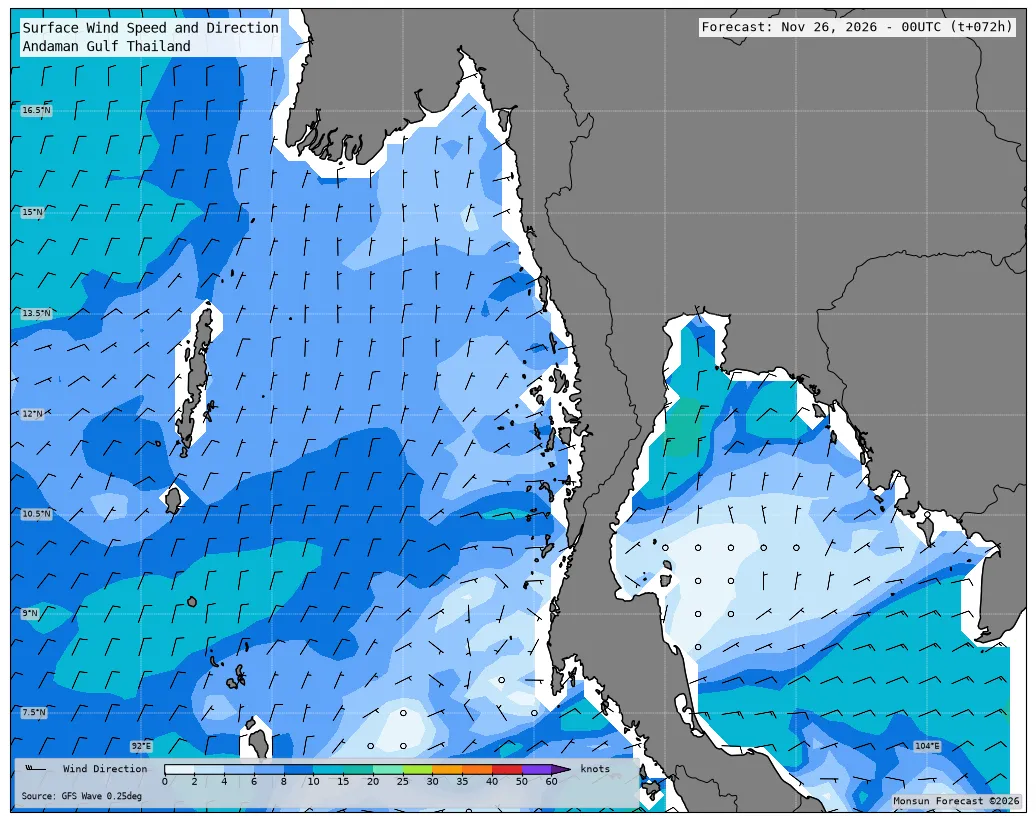 Surface Wind Speed and Direction
Andaman Gulf Thailand
Forecast: Nov 26, 2026 - 00UTC (t+072h)
16.5°N
15°N
13.5°N
12°N
10.5°N
9°N
7.5°N
92°E
104°E
Wind Direction
0 2 4 6 8 10 15 20 25 30 35 40 50 60
knots
Source: GFS Wave 0.25deg
Monsun Forecast ©2026